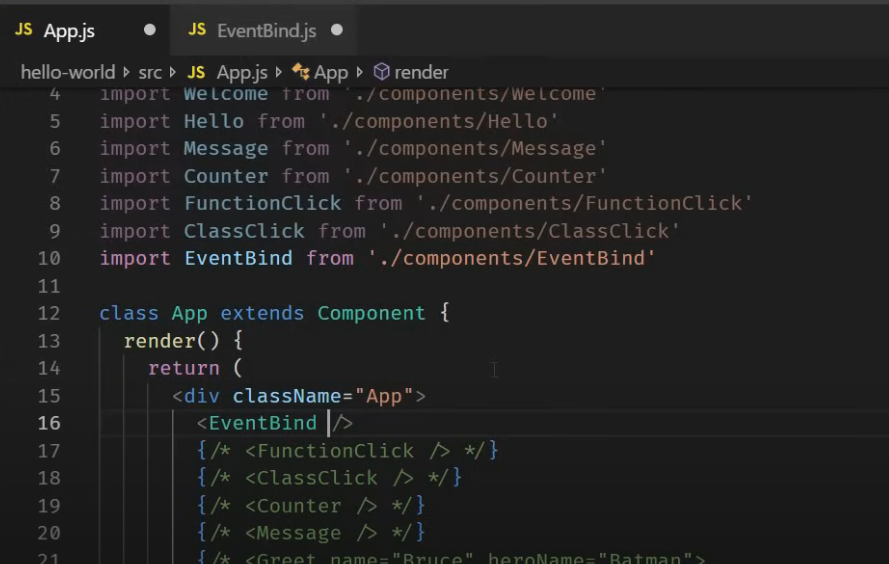 JS App.js ● JS EventBind.js ●
hello-world › src › JS App.js › App › render
4 import Welcome from './components/Welcome'
5 import Hello from './components/Hello'
6 import Message from './components/Message'
7 import Counter from './components/Counter'
8 import FunctionClick from './components/FunctionClick'
9 import ClassClick from './components/ClassClick'
10 import EventBind from './components/EventBind'
11
12 class App extends Component {
13 render() {
14 return (
15 <div className="App">
16 <EventBind />
17 {/* <FunctionClick /> */}
18 {/* <ClassClick /> */}
19 {/* <Counter /> */}
20 {/* <Message /> */}
21 {/* <Greet name="Bruce" heroName="Batman">